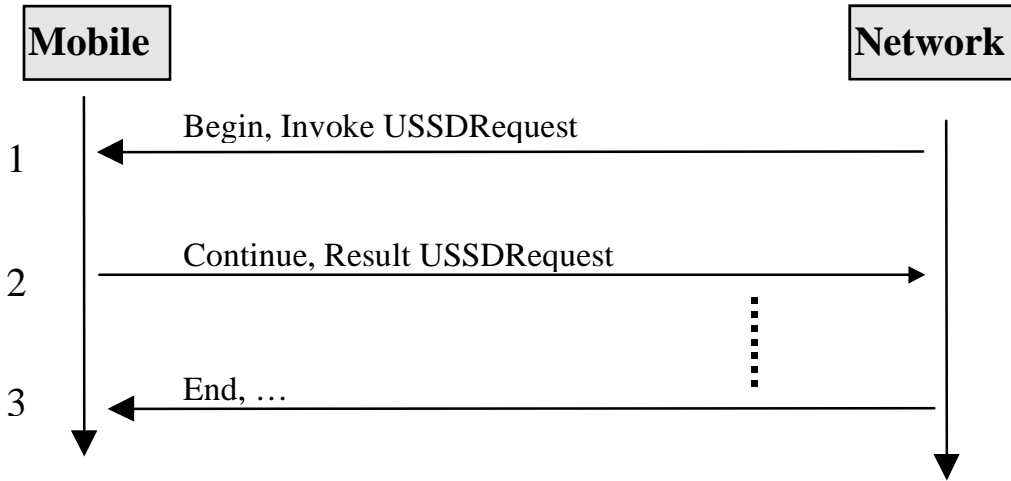 Mobile
Network
Begin, Invoke USSDRequest
1
Continue, Result USSDRequest
2
End, …
3